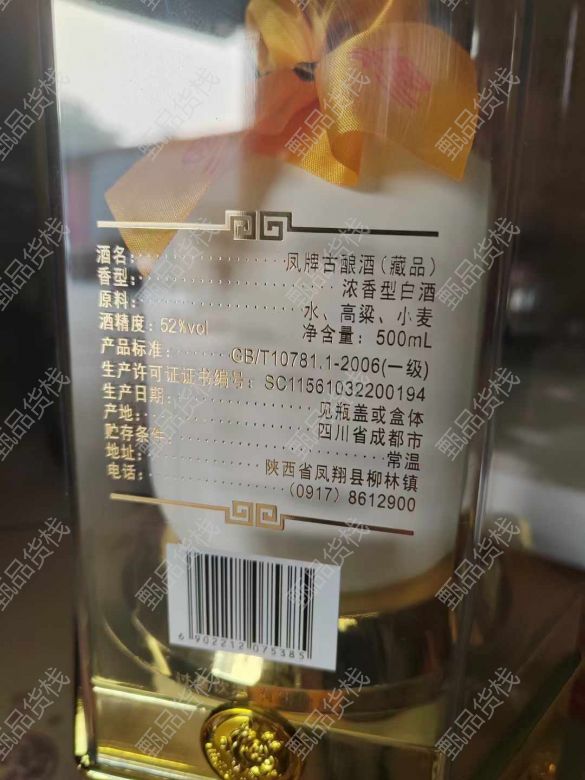 酒名：凤牌古酿酒（藏品）
香型：浓香型白酒
原料：水、高粱、小麦
酒精度：52%vol 净含量：500mL
产品标准：GB/T10781.1-2006(一级)
生产许可证证书编号：SC11561032200194
生产日期：见瓶盖或盒体
产地：四川省成都市
贮存条件：常温
地址：陕西省凤翔县柳林镇
电话：（0917）8612900
6 902212 075385
甄品货栈